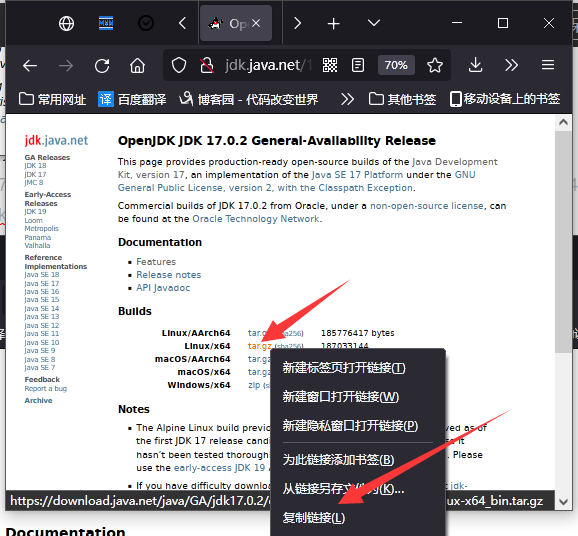 Op
jdk.java.net/1
70%
常用网址
译 百度翻译
博客园 - 代码改变世界
其他书签
移动设备上的书签
jdk.java.net
GA Releases
JDK 18
JDK 17
JMC 8
Early-Access
Releases
JDK 19
Loom
Metropolis
Panama
Valhalla
Reference
Implementations
Java SE 18
Java SE 17
Java SE 16
Java SE 15
Java SE 14
Java SE 13
Java SE 12
Java SE 11
Java SE 10
Java SE 9
Java SE 8
Java SE 7
Feedback
Report a bug
Archive
OpenJDK JDK 17.0.2 General-Availability Release
This page provides production-ready open-source builds of the Java Development
Kit, version 17, an implementation of the Java SE 17 Platform under the GNU
General Public License, version 2, with the Classpath Exception.
Commercial builds of JDK 17.0.2 from Oracle, under a non-open-source license, can
be found at the Oracle Technology Network.
Documentation
Features
Release notes
API Javadoc
Builds
Linux/AArch64 tar. 256) 185776417 bytes
Linux/x64 tar.gz (sha256) 187033144
macOS/AArch64 tar.gz
macOS/x64 tar.gz
Windows/x64 zip
Notes
The Alpine Linux build previ ved as of
the first JDK 17 release candi it
hasn't been tested thorough Please
use the early-access JDK 19
If you have difficulty downlo jdk-
新建标签页打开链接(T)
新建窗口打开链接(W)
新建隐私窗口打开链接(P)
为此链接添加书签(B)
从链接另存文件为(K)...
复制链接(L)
https://download.java.net/java/GA/jdk17.0.2/ ux-x64_bin.tar.gz
Documentation